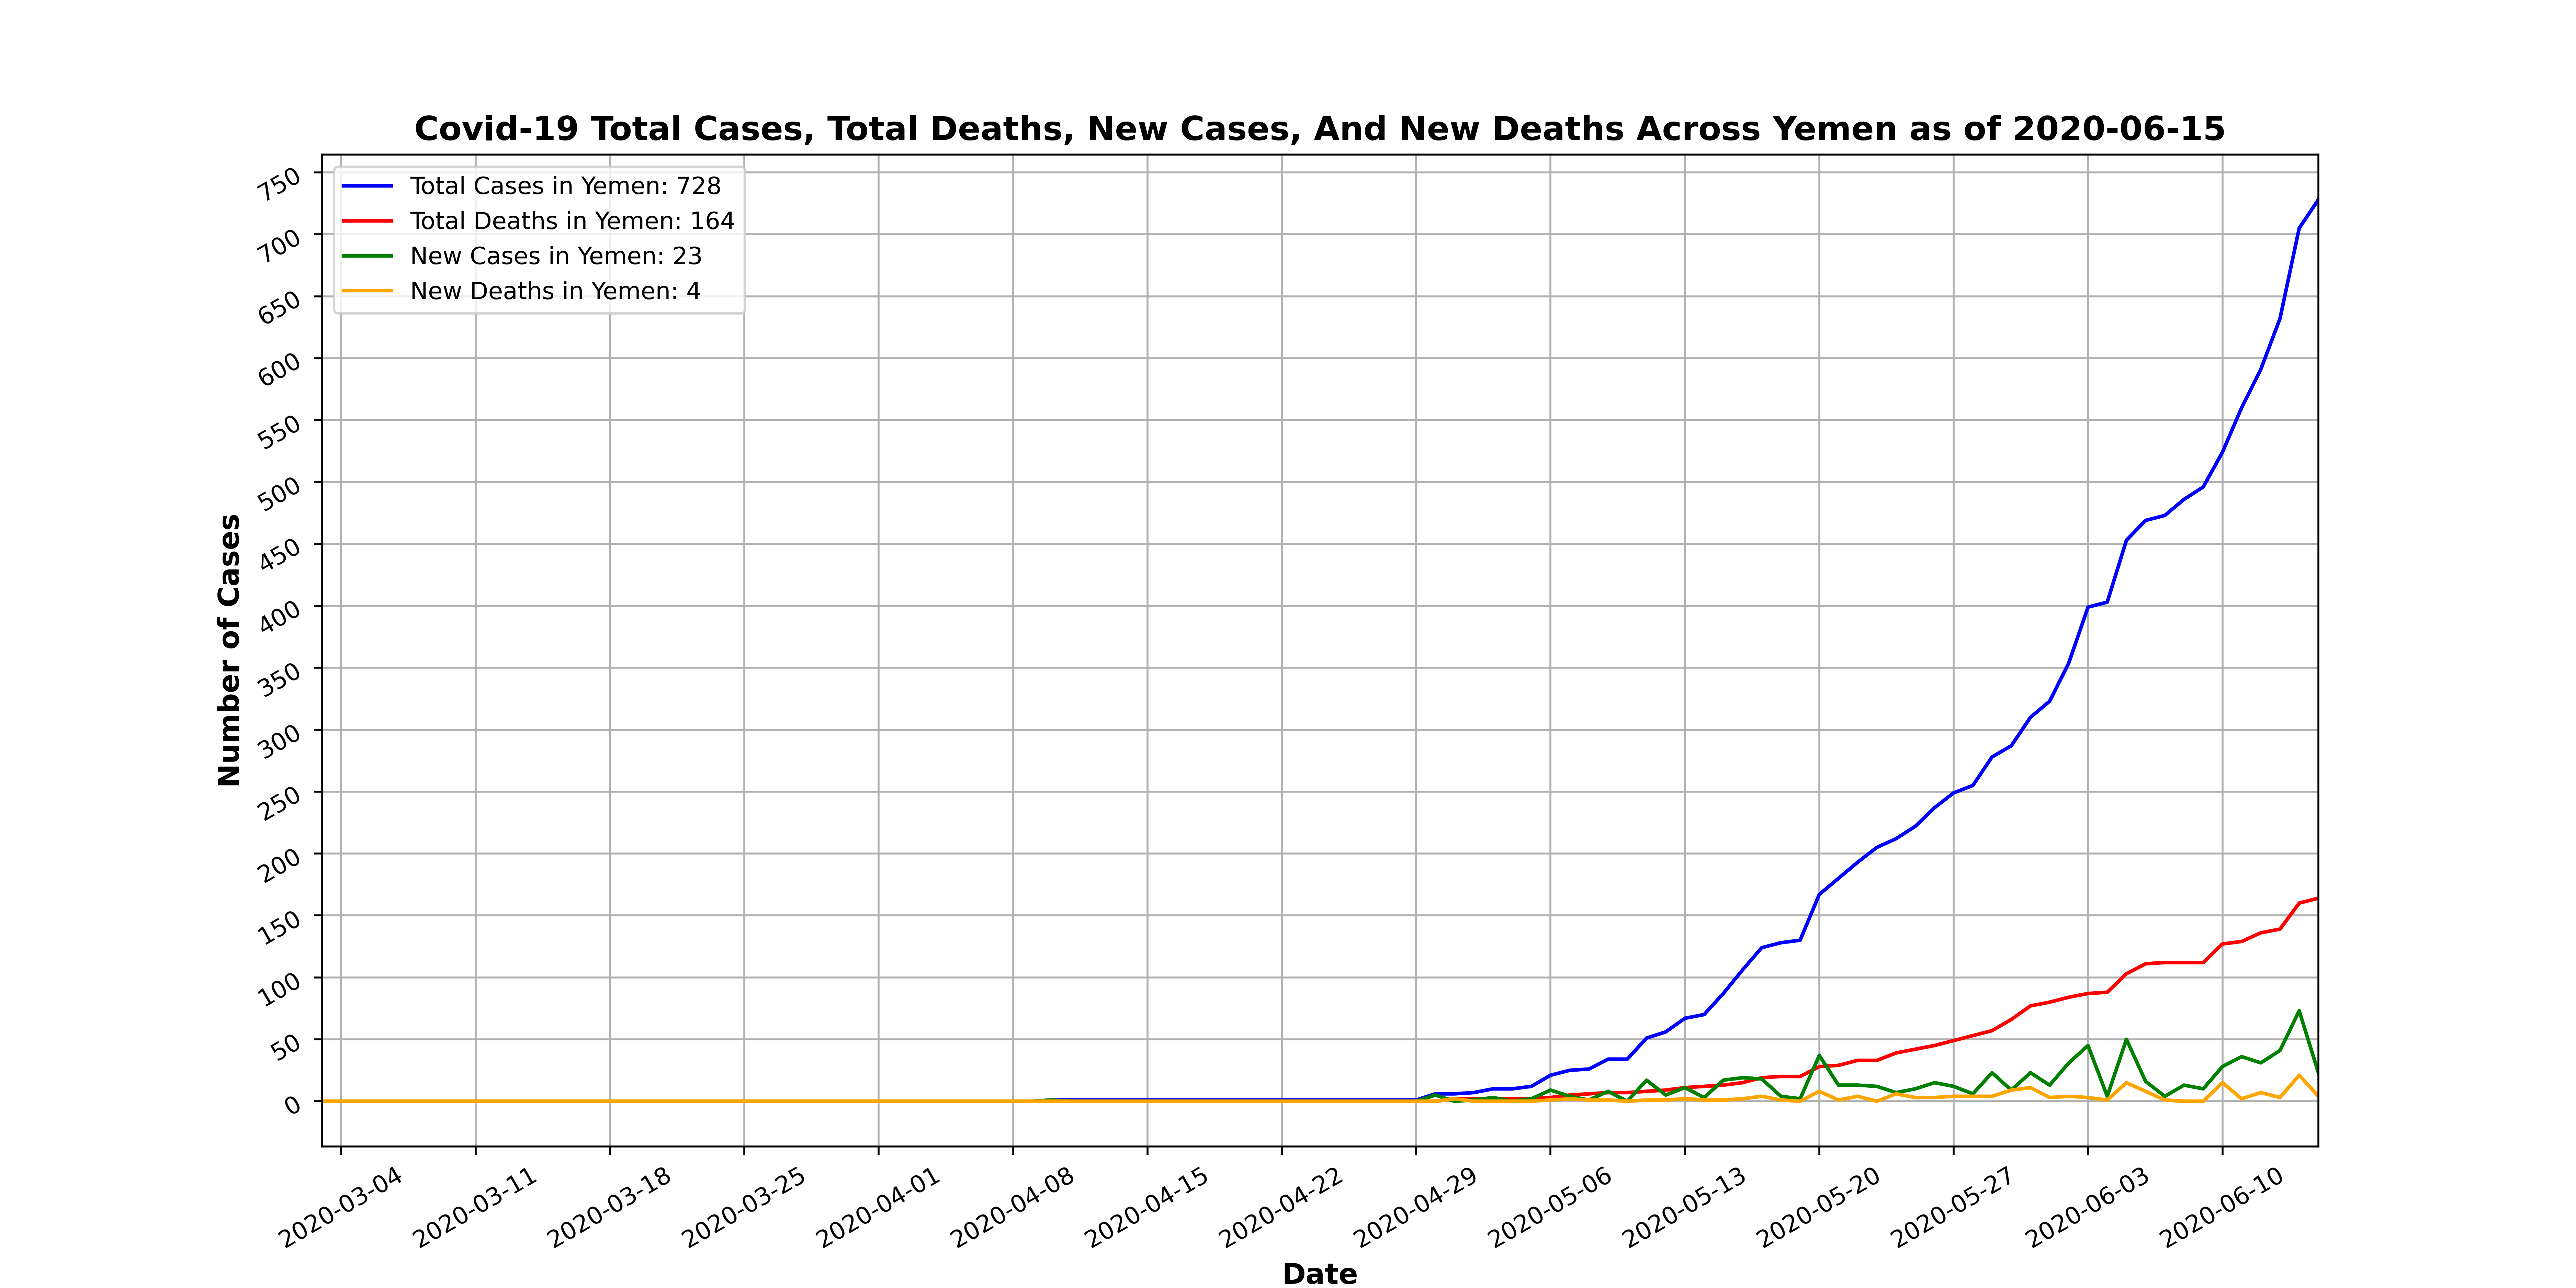 Covid-19 Total Cases, Total Deaths, New Cases, And New Deaths Across Yemen as of 2020-06-15
Total Cases in Yemen: 728
Total Deaths in Yemen: 164
New Cases in Yemen: 23
New Deaths in Yemen: 4
Number of Cases
750
700
650
600
550
500
450
400
350
300
250
200
150
100
50
0
2020-03-04 2020-03-11 2020-03-18 2020-03-25 2020-04-01 2020-04-08 2020-04-15 2020-04-22 2020-04-29 2020-05-06 2020-05-13 2020-05-20 2020-05-27 2020-06-03 2020-06-10
Date